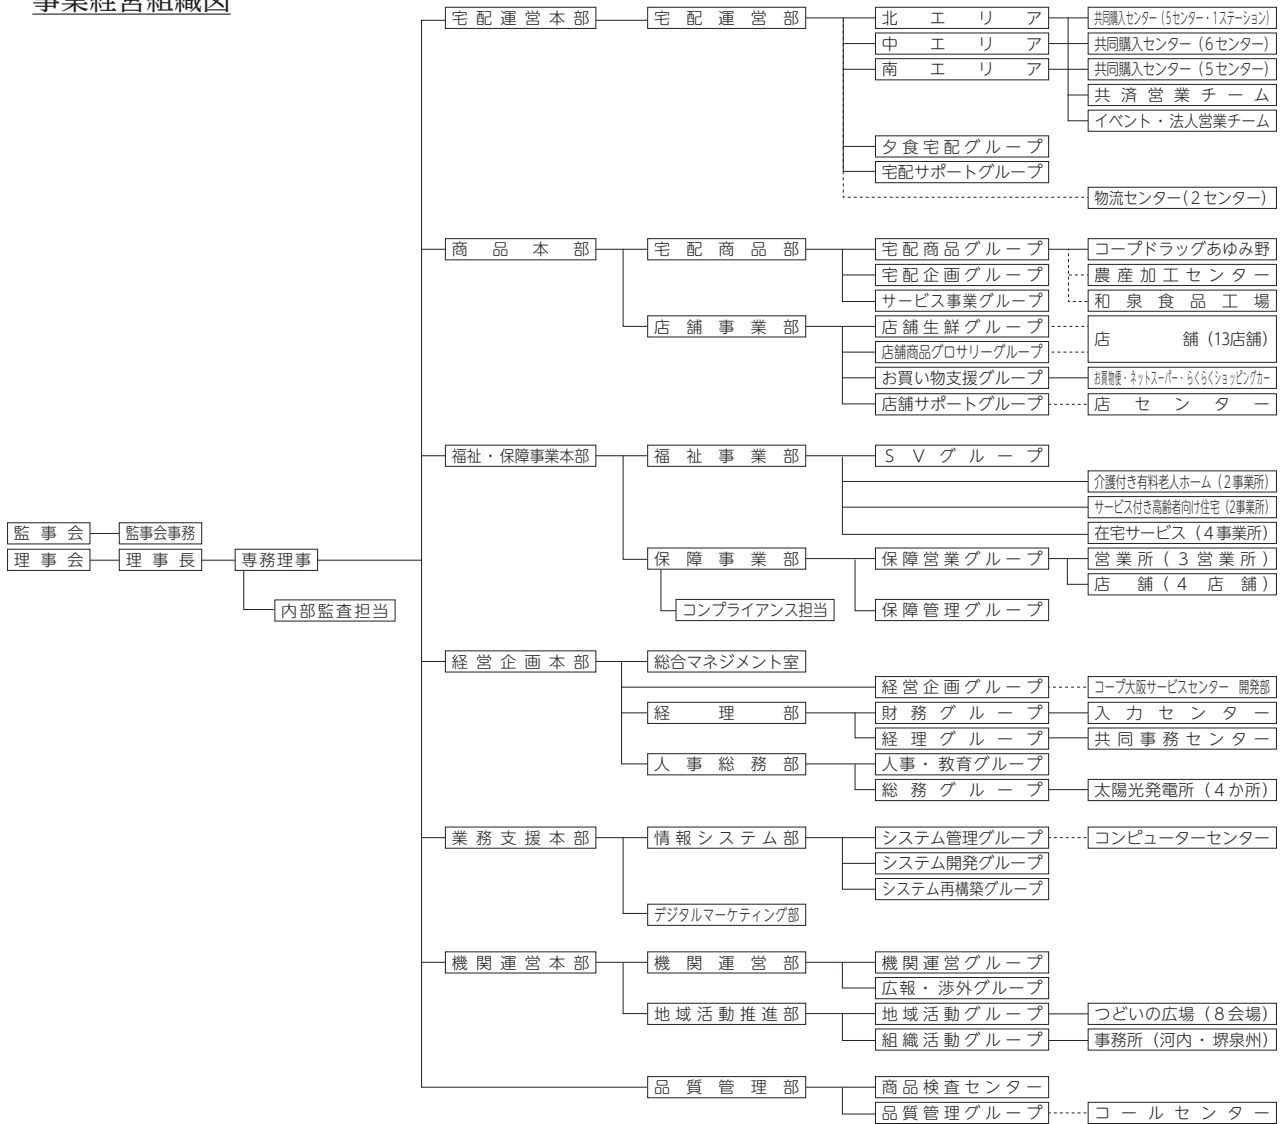 事業経営組織図
宅配運営本部 宅配運営部 北エリア 共同購入センター（5センター・1ステーション）
中エリア 共同購入センター（6センター）
南エリア 共同購入センター（5センター）
共済営業チーム
イベント・法人営業チーム
夕食宅配グループ
宅配サポートグループ
物流センター（2センター）
商品本部 宅配商品部 宅配商品グループ コープドラッグあゆみ野
宅配企画グループ 農産加工センター
サービス事業グループ 和泉食品工場
店舗事業部 店舗生鮮グループ 店舗（13店舗）
店舗商品グロサリーグループ
お買い物支援グループ お買物便・ネットスーパー・らくらくショッピングカー
店舗サポートグループ 店センター
福祉・保障事業本部 福祉事業部 SVグループ
介護付き有料老人ホーム（2事業所）
サービス付き高齢者向け住宅（2事業所）
監事会 監事会事務 在宅サービス（4事業所）
理事会 理事長 専務理事 保障事業部 保障営業グループ 営業所（3営業所）
店舗（4店舗）
内部監査担当 コンプライアンス担当 保障管理グループ
経営企画本部 総合マネジメント室
経営企画グループ コープ大阪サービスセンター 開発部
経理部 財務グループ 入力センター
経理グループ 共同事務センター
人事総務部 人事・教育グループ
総務グループ 太陽光発電所（4か所）
業務支援本部 情報システム部 システム管理グループ コンピューターセンター
システム開発グループ
システム再構築グループ
デジタルマーケティング部
機関運営本部 機関運営部 機関運営グループ
広報・渉外グループ
地域活動推進部 地域活動グループ つどいの広場（8会場）
組織活動グループ 事務所（河内・堺泉州）
品質管理部 商品検査センター
品質管理グループ コールセンター